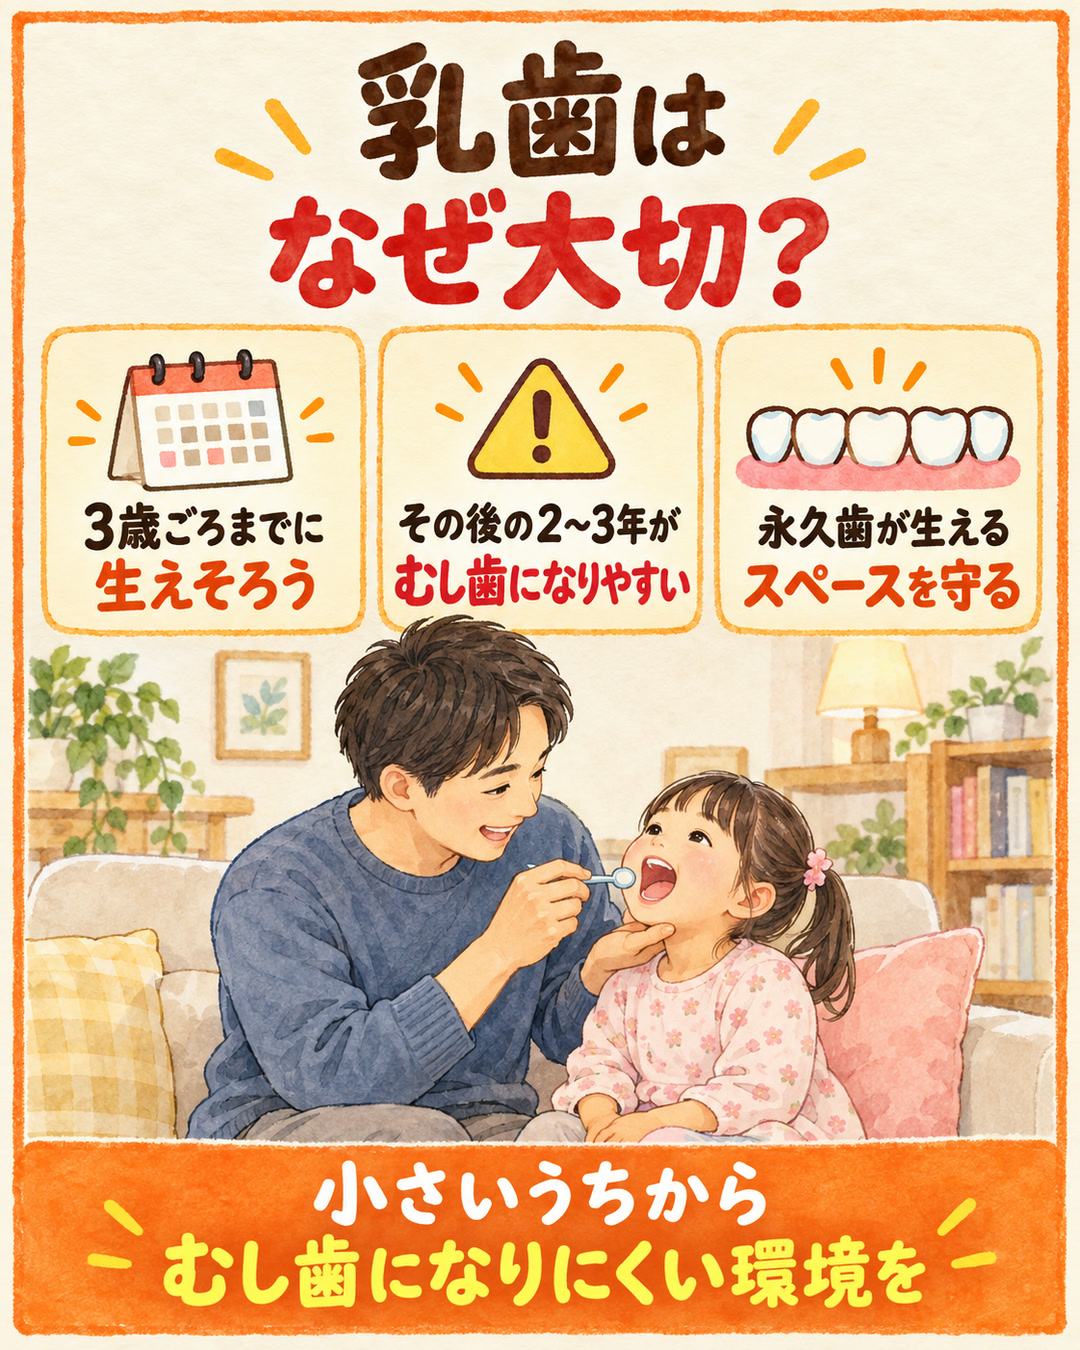 乳歯は
なぜ大切?
3歳ごろまでに
生えそろう
その後の2〜3年が
むし歯になりやすい
永久歯が生える
スペースを守る
小さいうちから
むし歯になりにくい環境を